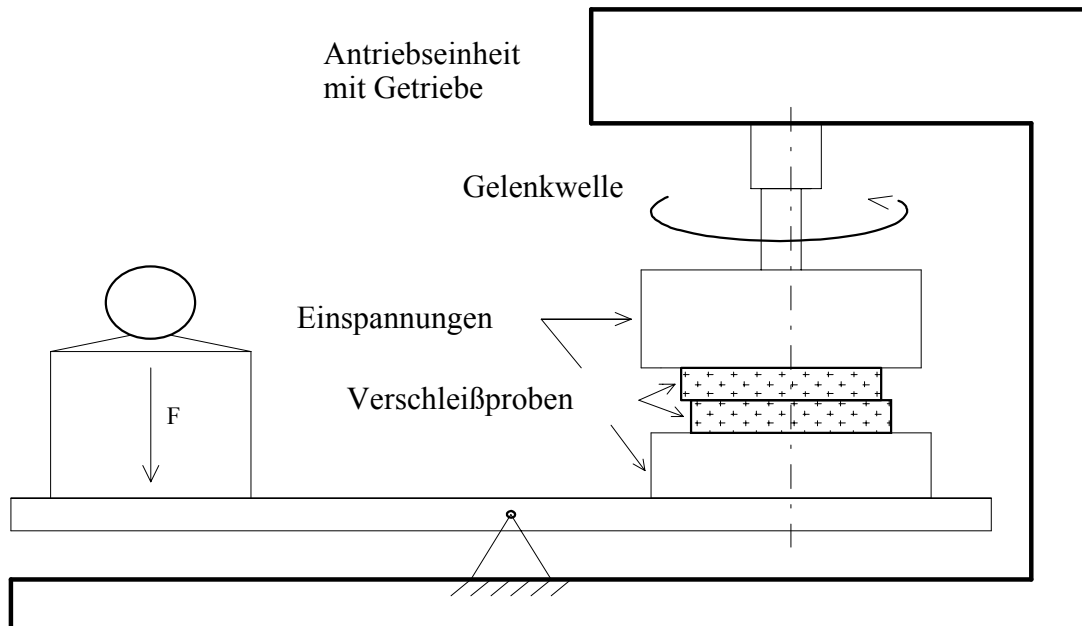 Antriebseinheit
mit Getriebe
Gelenkwelle
Einspannungen
Verschleißproben
F